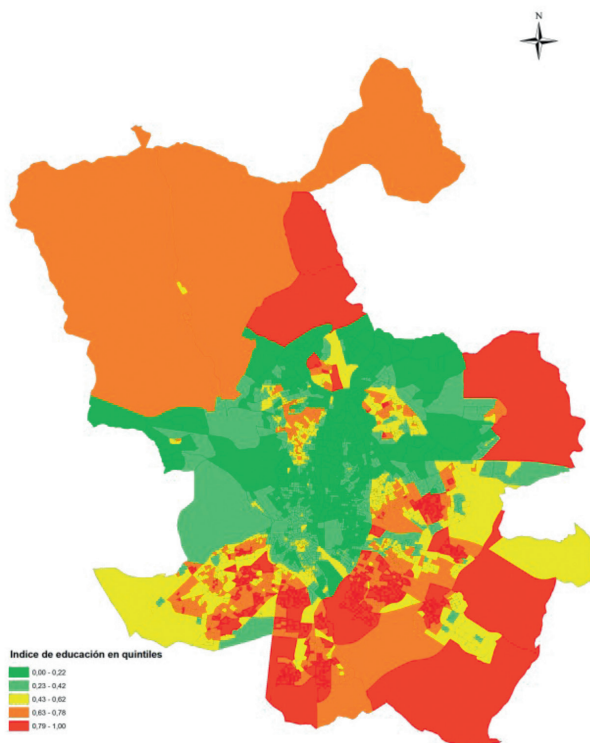 N
Indice de educación en quintiles
0,00 - 0,22
0,23 - 0,42
0,43 - 0,62
0,63 - 0,78
0,79 - 1,00